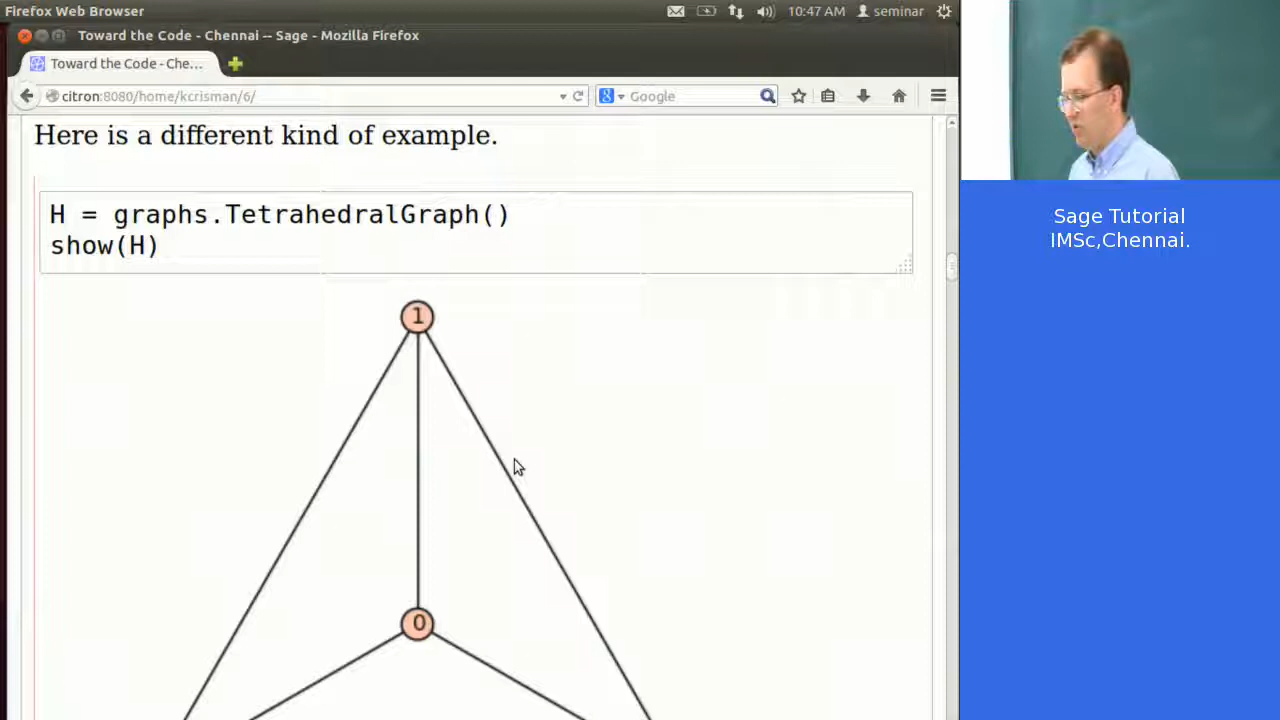 Firefox Web Browser
10:47 AM
seminar
Toward the Code - Chennai -- Sage - Mozilla Firefox
Toward the Code - Che...
citron:8080/home/kcrisman/6/
Google
Here is a different kind of example.
H = graphs.TetrahedralGraph()
show(H)
1
0
Sage Tutorial
IMSc,Chennai.